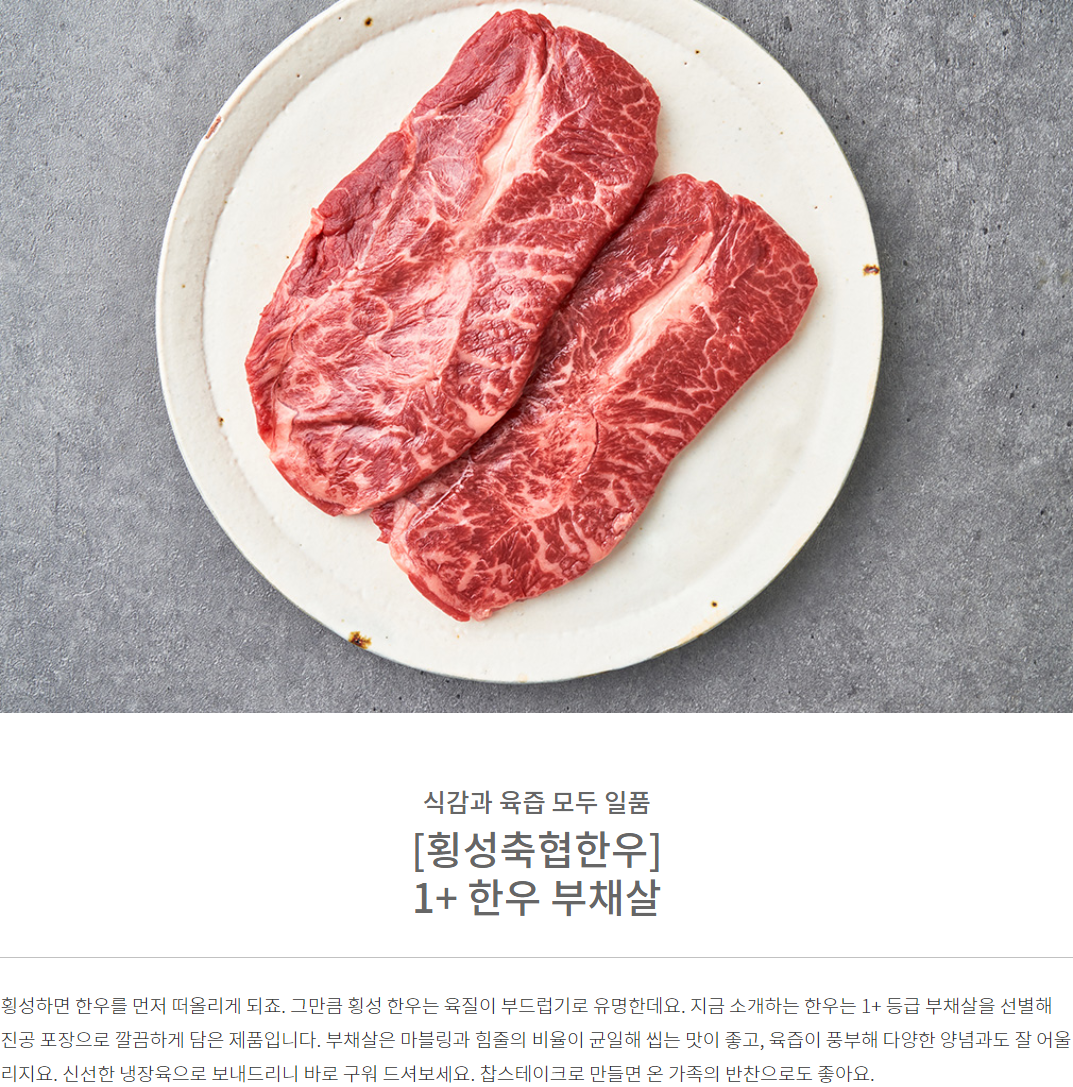 식감과 육즙 모두 일품
[횡성축협한우]
1+ 한우 부채살
횡성하면 한우를 먼저 떠올리게 되죠. 그만큼 횡성 한우는 육질이 부드럽기로 유명한데요. 지금 소개하는 한우는 1+ 등급 부채살을 선별해
진공 포장으로 깔끔하게 담은 제품입니다. 부채살은 마블링과 힘줄의 비율이 균일해 씹는 맛이 좋고, 육즙이 풍부해 다양한 양념과도 잘 어울
리지요. 신선한 냉장육으로 보내드리니 바로 구워 드셔보세요. 찹스테이크로 만들면 온 가족의 반찬으로도 좋아요.